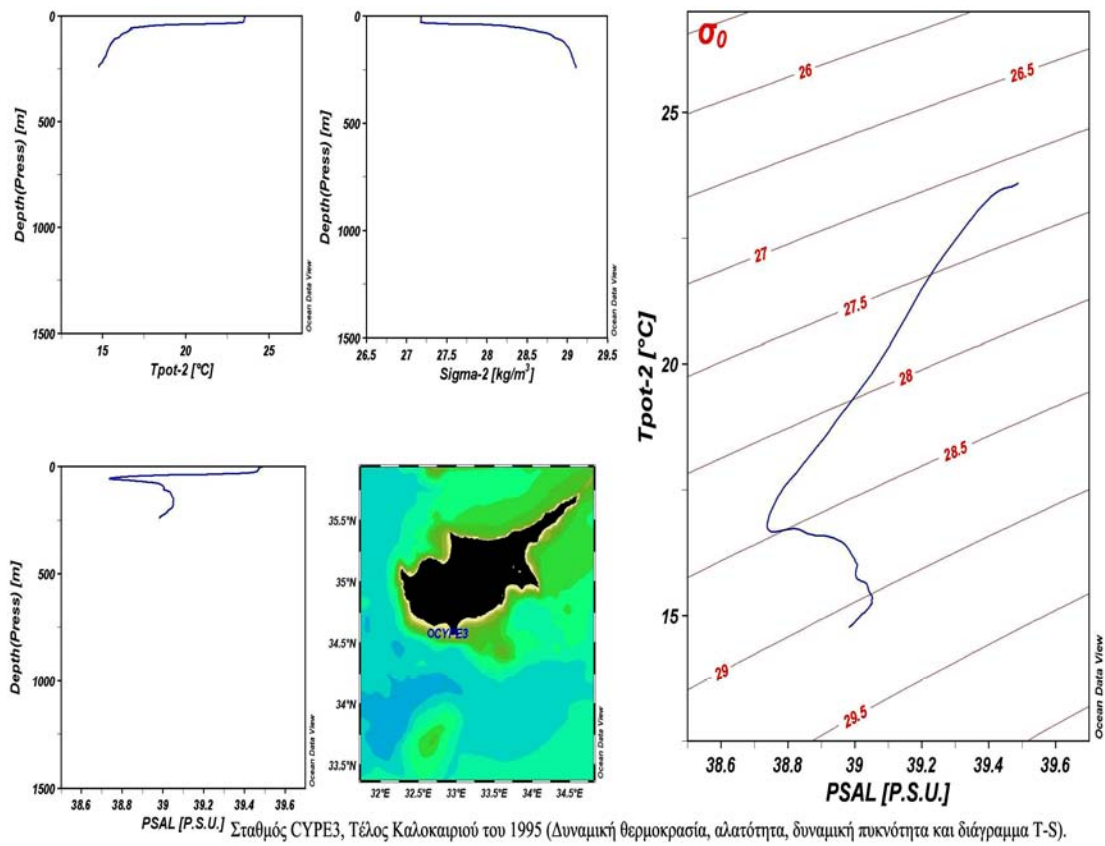 0
500
1000
1500
Depth(Press) [m]
15 20 25
Tpot-2 [°C]
Ocean Data View
0
500
1000
1500
Depth(Press) [m]
26.5 27 27.5 28 28.5 29 29.5
Sigma-2 [kg/m³]
Ocean Data View
σ₀
26
26.5
27
27.5
28
28.5
29
29.5
25
20
15
Tpot-2 [°C]
38.6 38.8 39 39.2 39.4 39.6
PSAL [P.S.U.]
Ocean Data View
0
500
1000
1500
Depth(Press) [m]
38.6 38.8 39 39.2 39.4 39.6
PSAL [P.S.U.]
Ocean Data View
35.5°N
35°N
34.5°N
34°N
33.5°N
OCYPE3
32°E 32.5°E 33°E 33.5°E 34°E 34.5°E
Ocean Data View
Σταθμός CYPE3, Τέλος Καλοκαιριού του 1995 (Δυναμική θερμοκρασία, αλατότητα, δυναμική πυκνότητα και διάγραμμα T-S).